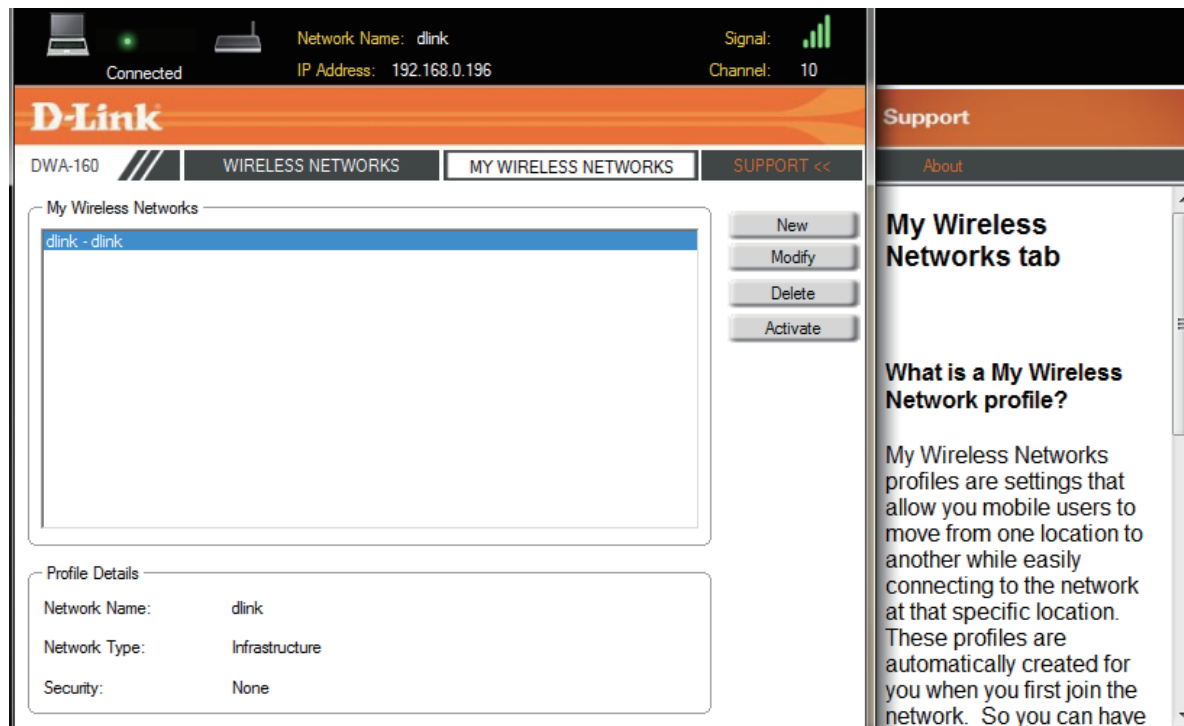 Network Name: dlink
Signal:
Connected
IP Address: 192.168.0.196
Channel: 10
D-Link
DWA-160
WIRELESS NETWORKS
MY WIRELESS NETWORKS
SUPPORT <<
My Wireless Networks
dlink - dlink
New
Modify
Delete
Activate
Profile Details
Network Name: dlink
Network Type: Infrastructure
Security: None
Support
About
My Wireless
Networks tab
What is a My Wireless
Network profile?
My Wireless Networks
profiles are settings that
allow you mobile users to
move from one location to
another while easily
connecting to the network
at that specific location.
These profiles are
automatically created for
you when you first join the
network. So you can have